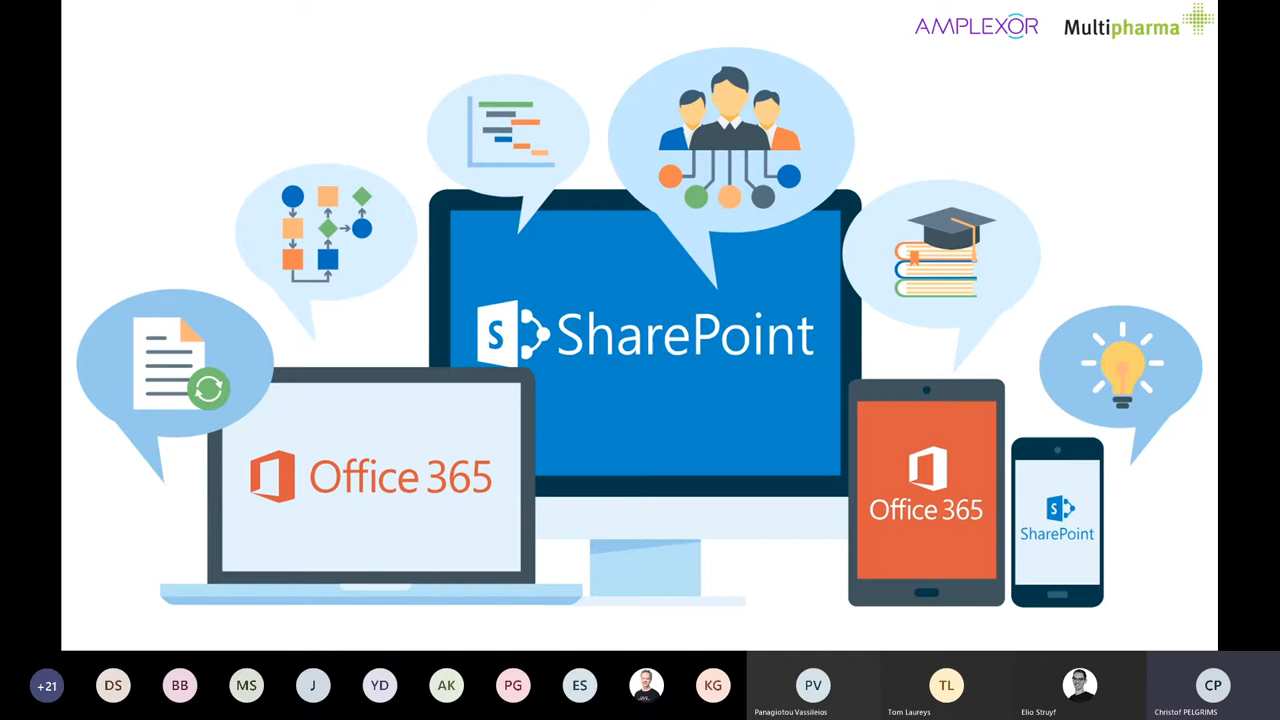 AMPLEXOR
Multipharma
S SharePoint
Office 365
Office 365
S
SharePoint
+21
DS
BB
MS
J
YD
AK
PG
ES
KG
PV
Panagiotou Vassileios
TL
Tom Laureys
Elio Struyf
CP
Christof PELGRIMS